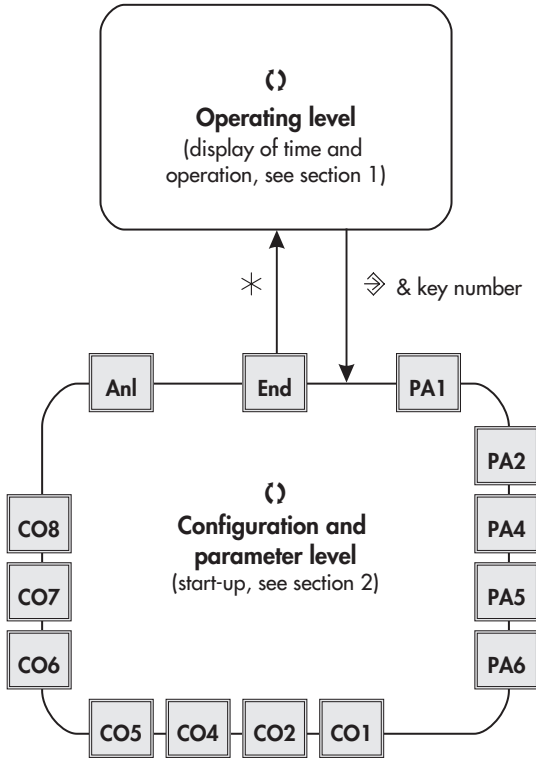 Operating level
(display of time and
operation, see section 1)
& key number
Anl
End
PA1
PA2
PA4
PA5
PA6
CO8
CO7
CO6
Configuration and
parameter level
(start-up, see section 2)
CO5
CO4
CO2
CO1